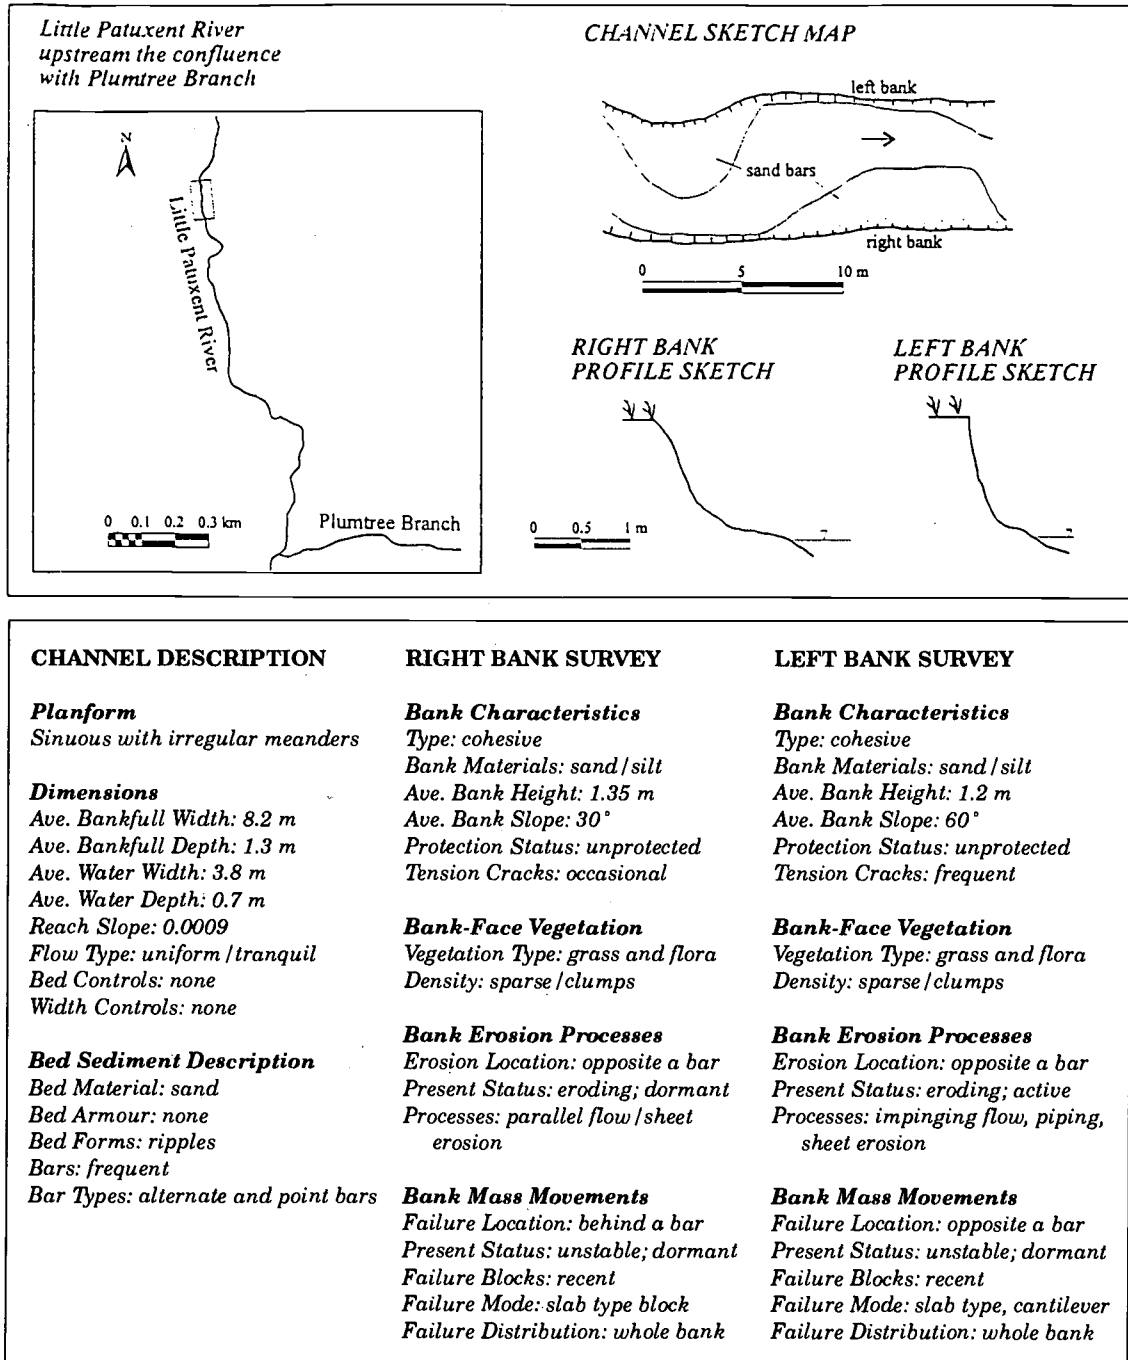 Little Patuxent River
upstream the confluence
with Plumtree Branch
N
Little Patuxent River
0 0.1 0.2 0.3 km
Plumtree Branch
CHANNEL SKETCH MAP
left bank
sand bars
right bank
0 5 10 m
RIGHT BANK
PROFILE SKETCH
0 0.5 1 m
LEFT BANK
PROFILE SKETCH
CHANNEL DESCRIPTION
Planform
Sinuous with irregular meanders
Dimensions
Ave. Bankfull Width: 8.2 m
Ave. Bankfull Depth: 1.3 m
Ave. Water Width: 3.8 m
Ave. Water Depth: 0.7 m
Reach Slope: 0.0009
Flow Type: uniform/tranquil
Bed Controls: none
Width Controls: none
Bed Sediment Description
Bed Material: sand
Bed Armour: none
Bed Forms: ripples
Bars: frequent
Bar Types: alternate and point bars
RIGHT BANK SURVEY
Bank Characteristics
Type: cohesive
Bank Materials: sand/silt
Ave. Bank Height: 1.35 m
Ave. Bank Slope: 30°
Protection Status: unprotected
Tension Cracks: occasional
Bank-Face Vegetation
Vegetation Type: grass and flora
Density: sparse/clumps
Bank Erosion Processes
Erosion Location: opposite a bar
Present Status: eroding; dormant
Processes: parallel flow/sheet
erosion
Bank Mass Movements
Failure Location: behind a bar
Present Status: unstable; dormant
Failure Blocks: recent
Failure Mode: slab type block
Failure Distribution: whole bank
LEFT BANK SURVEY
Bank Characteristics
Type: cohesive
Bank Materials: sand/silt
Ave. Bank Height: 1.2 m
Ave. Bank Slope: 60°
Protection Status: unprotected
Tension Cracks: frequent
Bank-Face Vegetation
Vegetation Type: grass and flora
Density: sparse/clumps
Bank Erosion Processes
Erosion Location: opposite a bar
Present Status: eroding; active
Processes: impinging flow, piping,
sheet erosion
Bank Mass Movements
Failure Location: opposite a bar
Present Status: unstable; dormant
Failure Blocks: recent
Failure Mode: slab type, cantilever
Failure Distribution: whole bank